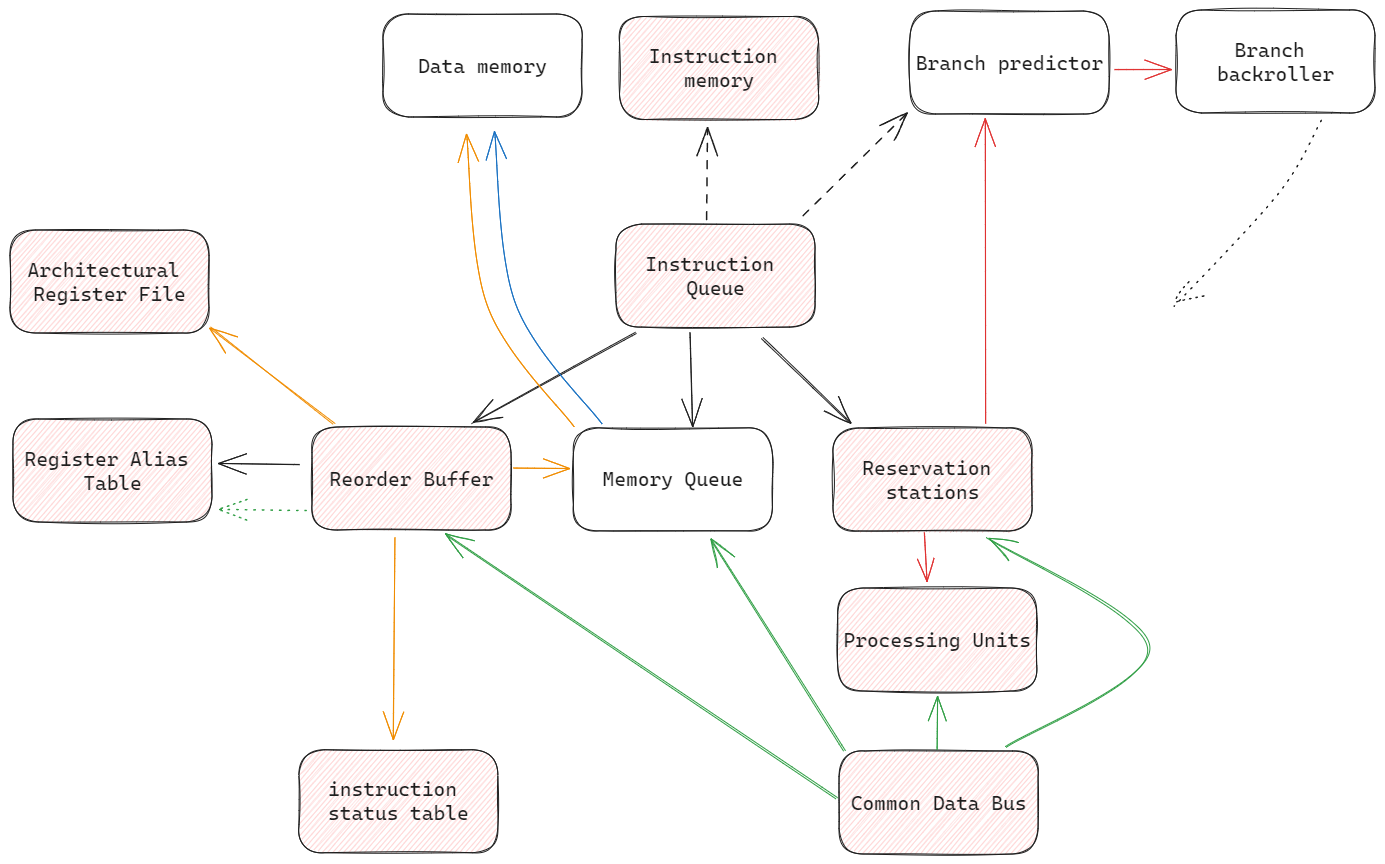 Data memory
Instruction
memory
Branch predictor
Branch
backroller
Architectural
Register File
Instruction
Queue
Register Alias
Table
Reorder Buffer
Memory Queue
Reservation
stations
Processing Units
instruction
status table
Common Data Bus